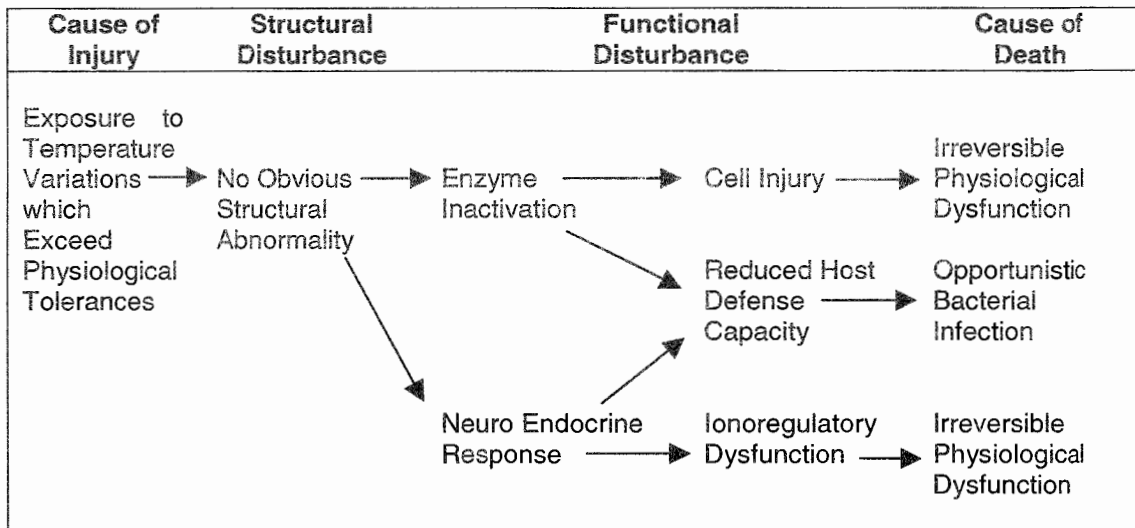 Cause of Injury
Structural Disturbance
Functional Disturbance
Cause of Death
Exposure to
Temperature
Variations
which
Exceed
Physiological
Tolerances
No Obvious
Structural
Abnormality
Enzyme
Inactivation
Cell Injury
Irreversible
Physiological
Dysfunction
Reduced Host
Defense
Capacity
Opportunistic
Bacterial
Infection
Neuro Endocrine
Response
Ionoregulatory
Dysfunction
Irreversible
Physiological
Dysfunction